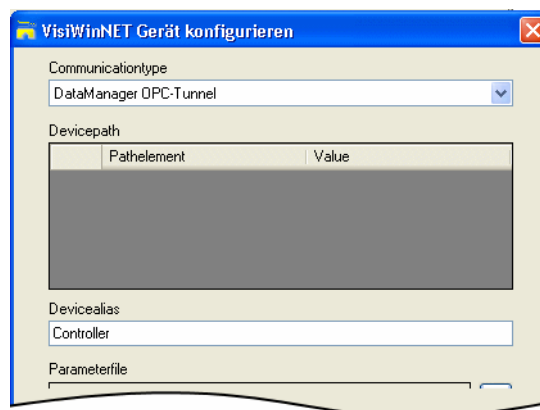 VisiWinNET Gerät konfigurieren
Communicationtype
DataManager OPC-Tunnel
Devicepath
Pathelement Value
Devicealias
Controller
Parameterfile